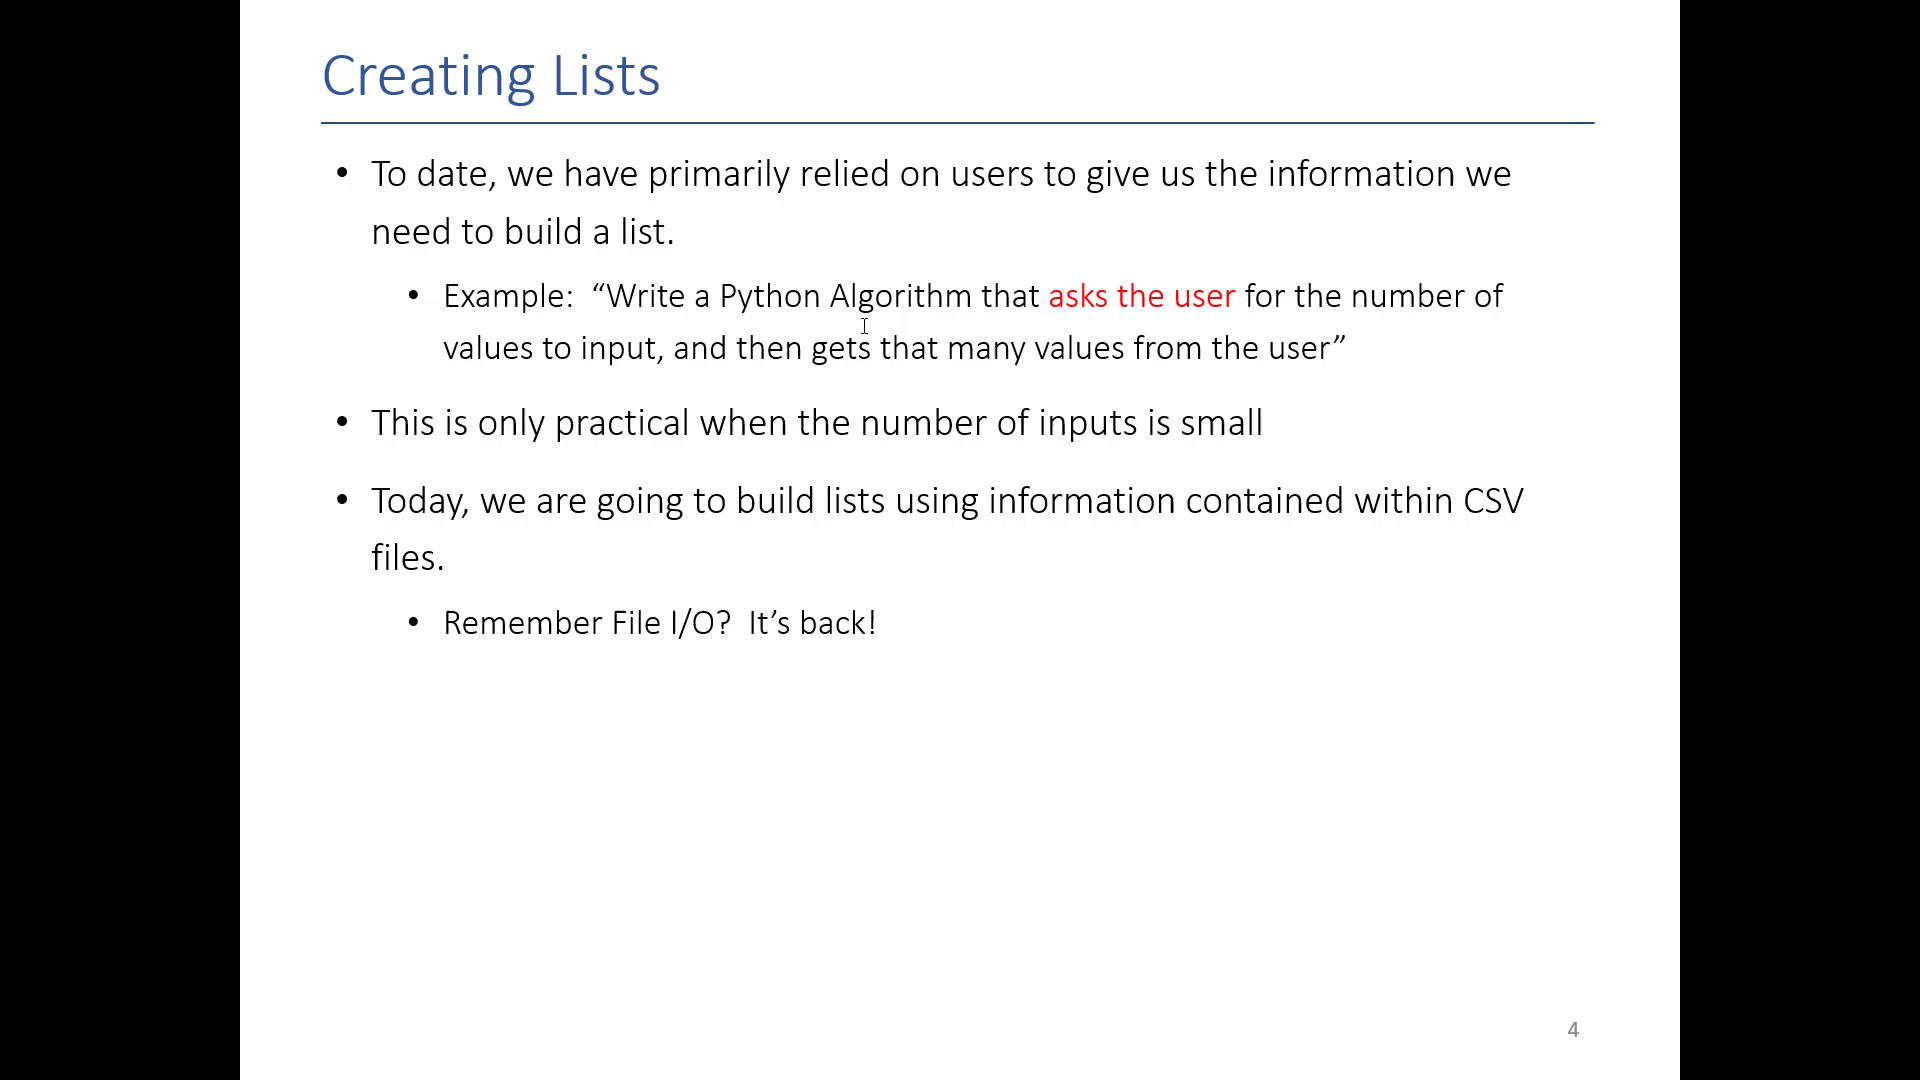 Creating Lists
• To date, we have primarily relied on users to give us the information we
need to build a list.
• Example:  “Write a Python Algorithm that asks the user for the number of
values to input, and then gets that many values from the user”
• This is only practical when the number of inputs is small
• Today, we are going to build lists using information contained within CSV
files.
• Remember File I/O?  It’s back!
4